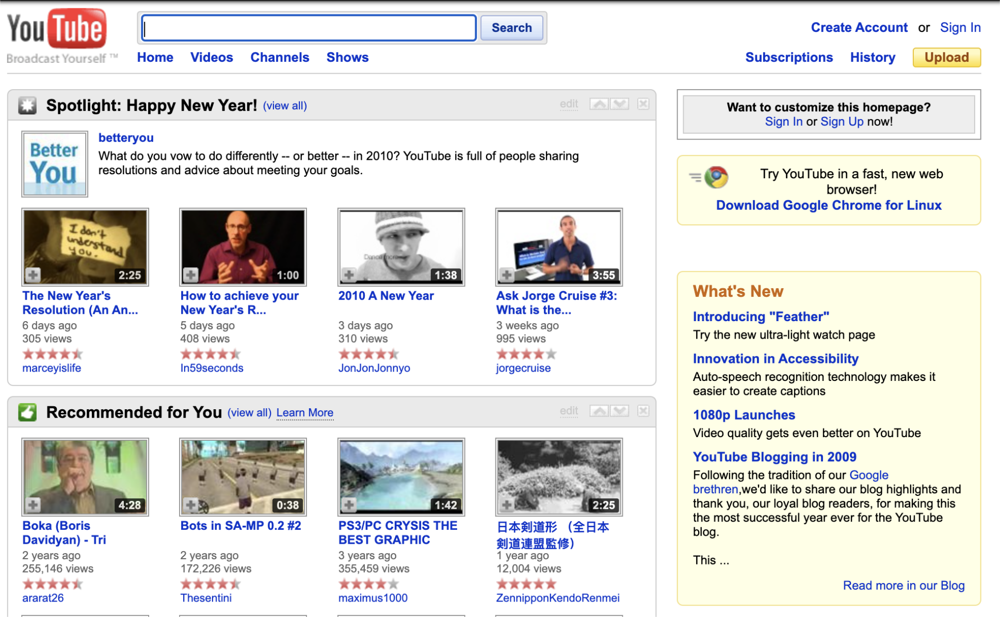 YouTube
Broadcast Yourself ™
Search
Create Account or Sign In
Home Videos Channels Shows
Subscriptions History Upload
Spotlight: Happy New Year! (view all)
edit
Better
You
betteryou
What do you vow to do differently -- or better -- in 2010? YouTube is full of people sharing
resolutions and advice about meeting your goals.
I don't
understand
you.
2:25
1:00
1:38
3:55
The New Year's
Resolution (An An...
6 days ago
305 views
marceyislife
How to achieve your
New Year's R...
5 days ago
408 views
In59seconds
2010 A New Year
3 days ago
310 views
JonJonJonnyo
Ask Jorge Cruise #3:
What is the...
3 weeks ago
995 views
jorgecruise
Recommended for You (view all) Learn More
edit
4:28
0:38
1:42
2:25
Boka (Boris
Davidyan) - Tri
2 years ago
255,146 views
ararat26
Bots in SA-MP 0.2 #2
2 years ago
172,226 views
Thesentini
PS3/PC CRYSIS THE
BEST GRAPHIC
3 years ago
355,459 views
maximus1000
日本剣道形 （全日本
剣道連盟監修）
1 year ago
12,004 views
ZennipponKendoRenmei
Want to customize this homepage?
Sign In or Sign Up now!
Try YouTube in a fast, new web
browser!
Download Google Chrome for Linux
What's New
Introducing "Feather"
Try the new ultra-light watch page
Innovation in Accessibility
Auto-speech recognition technology makes it
easier to create captions
1080p Launches
Video quality gets even better on YouTube
YouTube Blogging in 2009
Following the tradition of our Google
brethren,we'd like to share our blog highlights and
thank you, our loyal blog readers, for making this
the most successful year ever for the YouTube
blog.
This ...
Read more in our Blog